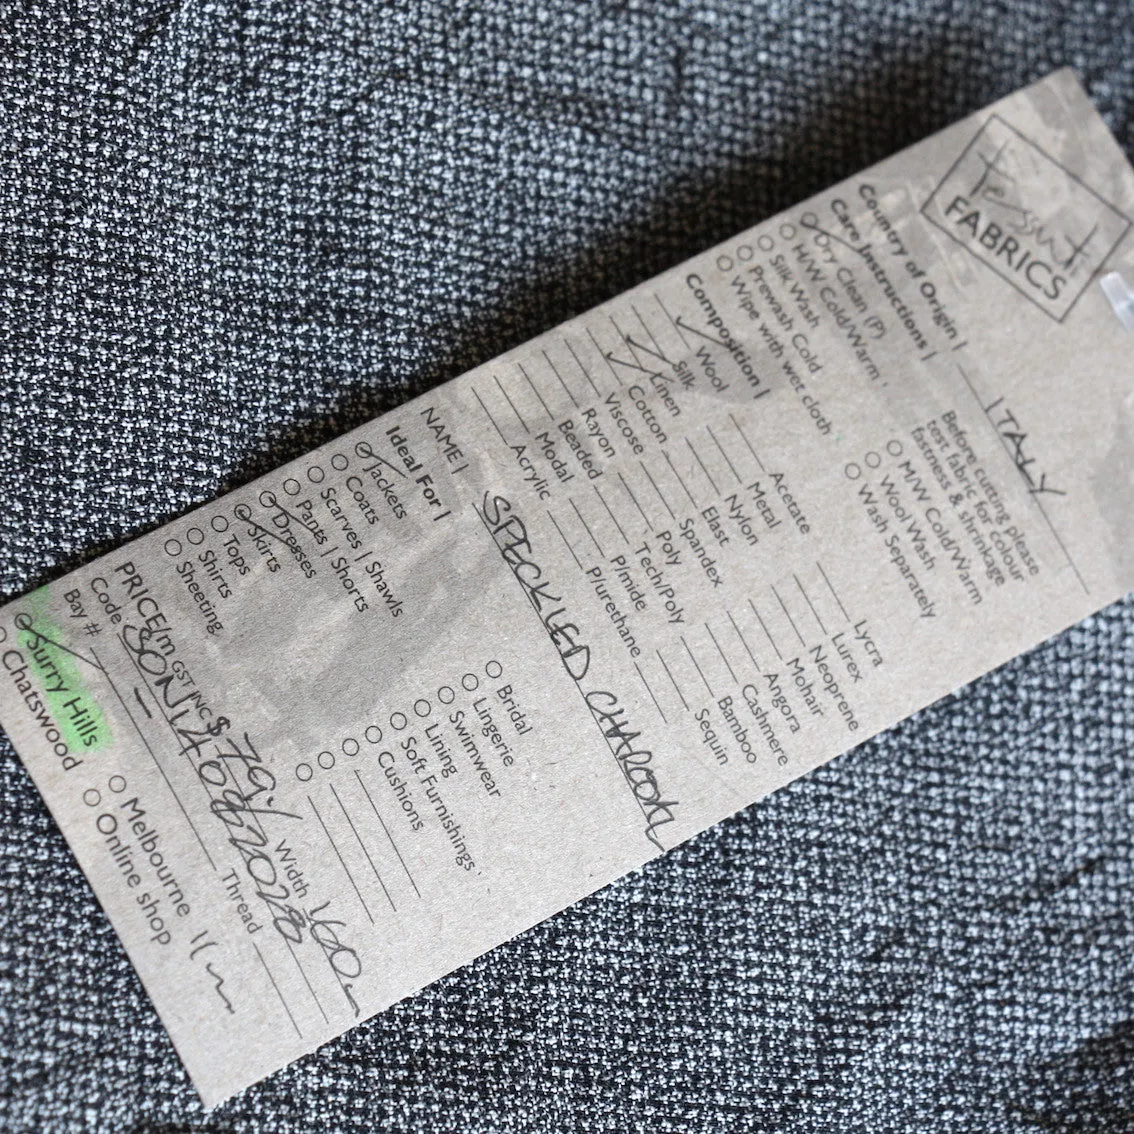 Tessuti
FABRICS
Country of Origin | ITALY
Care Instructions |
Dry Clean (P)
H/W Cold/Warm
Silk Wash
Prewash Cold
Wipe with wet cloth
Before cutting please
test fabric for colour
fastness & shrinkage
M/W Cold/Warm
Wool Wash
Wash Separately
Composition |
Wool
Silk
Linen
Cotton
Viscose
Rayon
Beaded
Modal
Acrylic
Acetate
Metal
Nylon
Elast
Spandex
Poly
Tech/Poly
P/mide
P/urethane
Lycra
Lurex
Neoprene
Mohair
Angora
Cashmere
Bamboo
Sequin
NAME | SPECKLED CHARCOAL
Ideal For |
Jackets
Coats
Scarves | Shawls
Pants | Shorts
Dresses
Skirts
Tops
Shirts
Sheeting
Bridal
Lingerie
Swimwear
Lining
Soft Furnishings
Cushions
PRICE/m GST INC $ 79. Width 160
Code
Bay # Thread
Surry Hills
Chatswood
Melbourne
Online shop